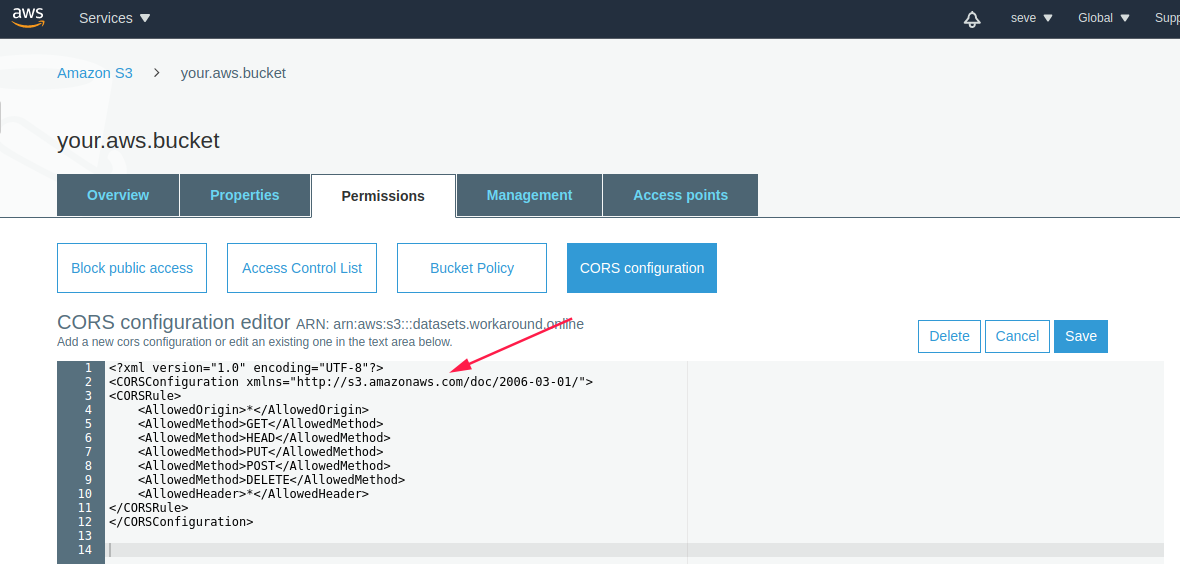 aws Services seve Global Supp
Amazon S3 > your.aws.bucket
your.aws.bucket
Overview Properties Permissions Management Access points
Block public access Access Control List Bucket Policy CORS configuration
CORS configuration editor ARN: arn:aws:s3:::datasets.workaround.online
Add a new cors configuration or edit an existing one in the text area below.
Delete Cancel Save
1 <?xml version="1.0" encoding="UTF-8"?>
2 <CORSConfiguration xmlns="http://s3.amazonaws.com/doc/2006-03-01/">
3 <CORSRule>
4     <AllowedOrigin>*</AllowedOrigin>
5     <AllowedMethod>GET</AllowedMethod>
6     <AllowedMethod>HEAD</AllowedMethod>
7     <AllowedMethod>PUT</AllowedMethod>
8     <AllowedMethod>POST</AllowedMethod>
9     <AllowedMethod>DELETE</AllowedMethod>
10     <AllowedHeader>*</AllowedHeader>
11 </CORSRule>
12 </CORSConfiguration>
13
14